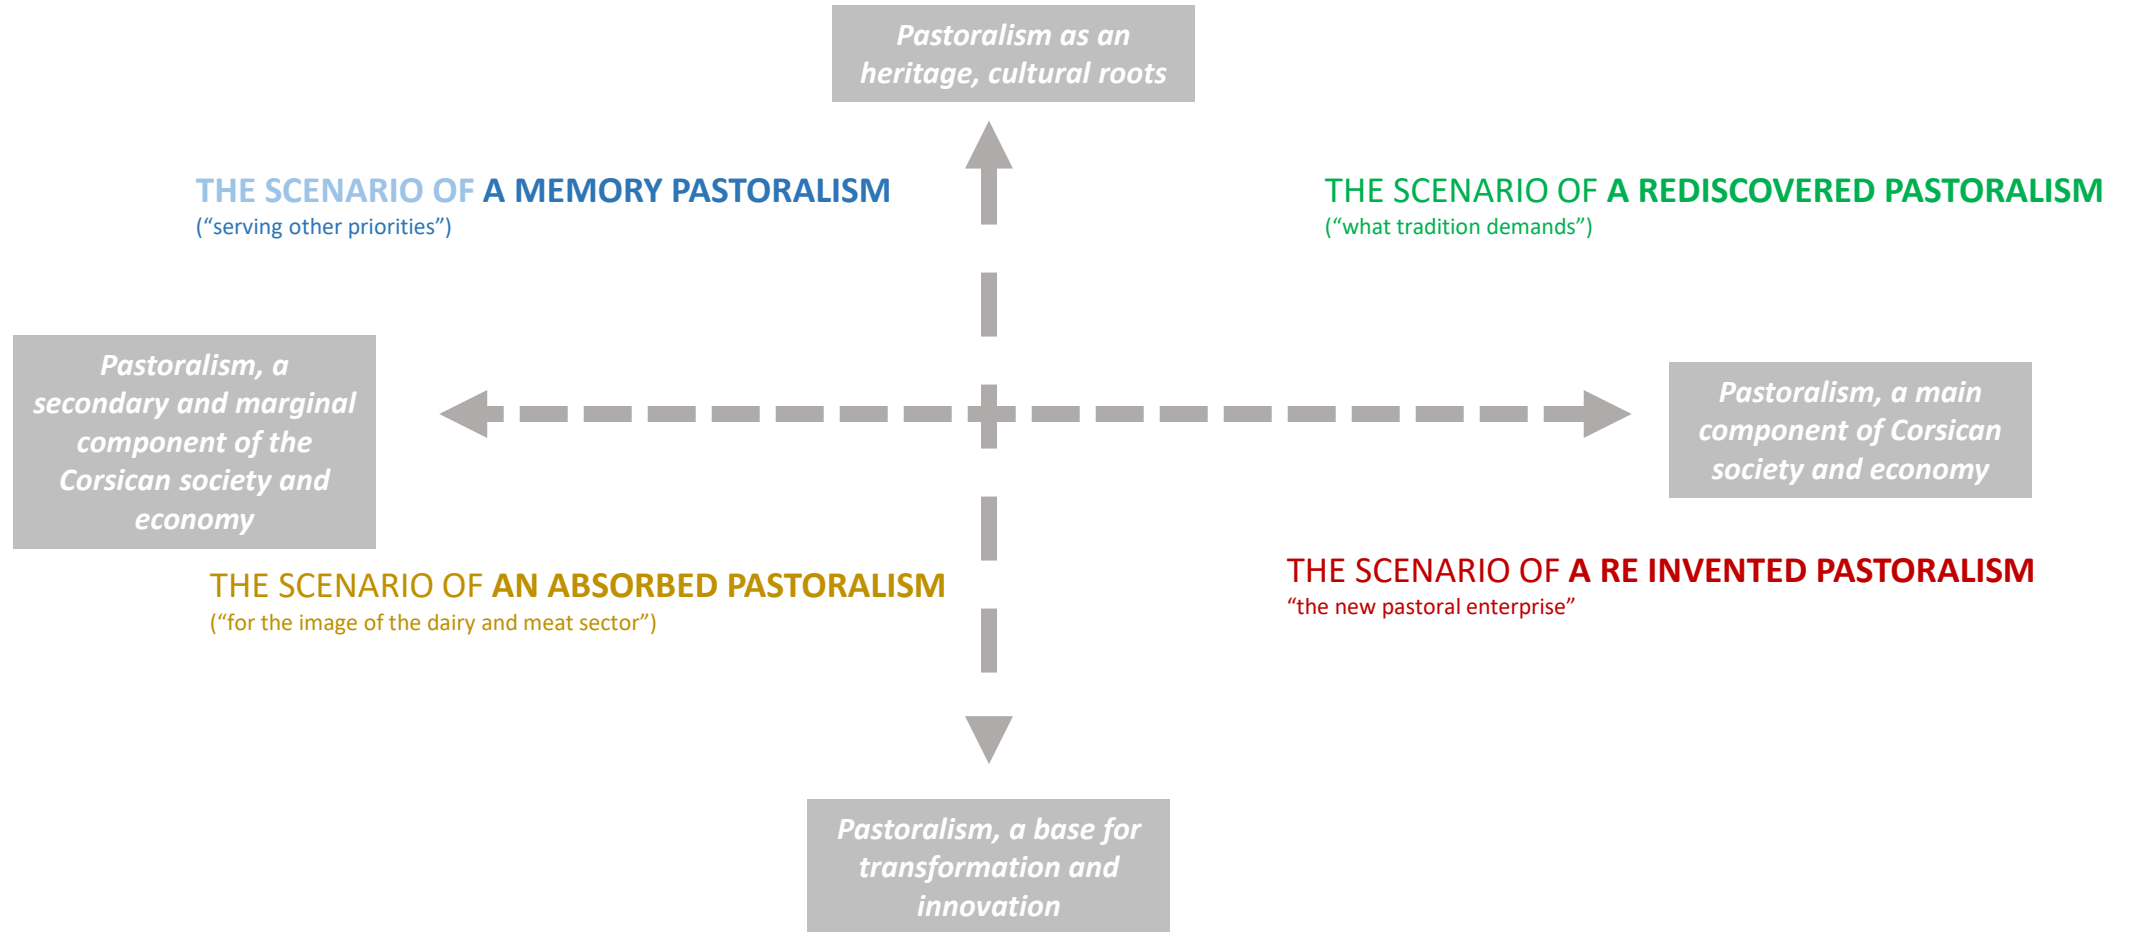 Pastoralism as an
heritage, cultural roots
THE SCENARIO OF A MEMORY PASTORALISM
(“serving other priorities”)
THE SCENARIO OF A REDISCOVERED PASTORALISM
(“what tradition demands”)
Pastoralism, a
secondary and marginal
component of the
Corsican society and
economy
Pastoralism, a main
component of Corsican
society and economy
THE SCENARIO OF AN ABSORBED PASTORALISM
(“for the image of the dairy and meat sector”)
THE SCENARIO OF A RE INVENTED PASTORALISM
“the new pastoral enterprise”
Pastoralism, a base for
transformation and
innovation